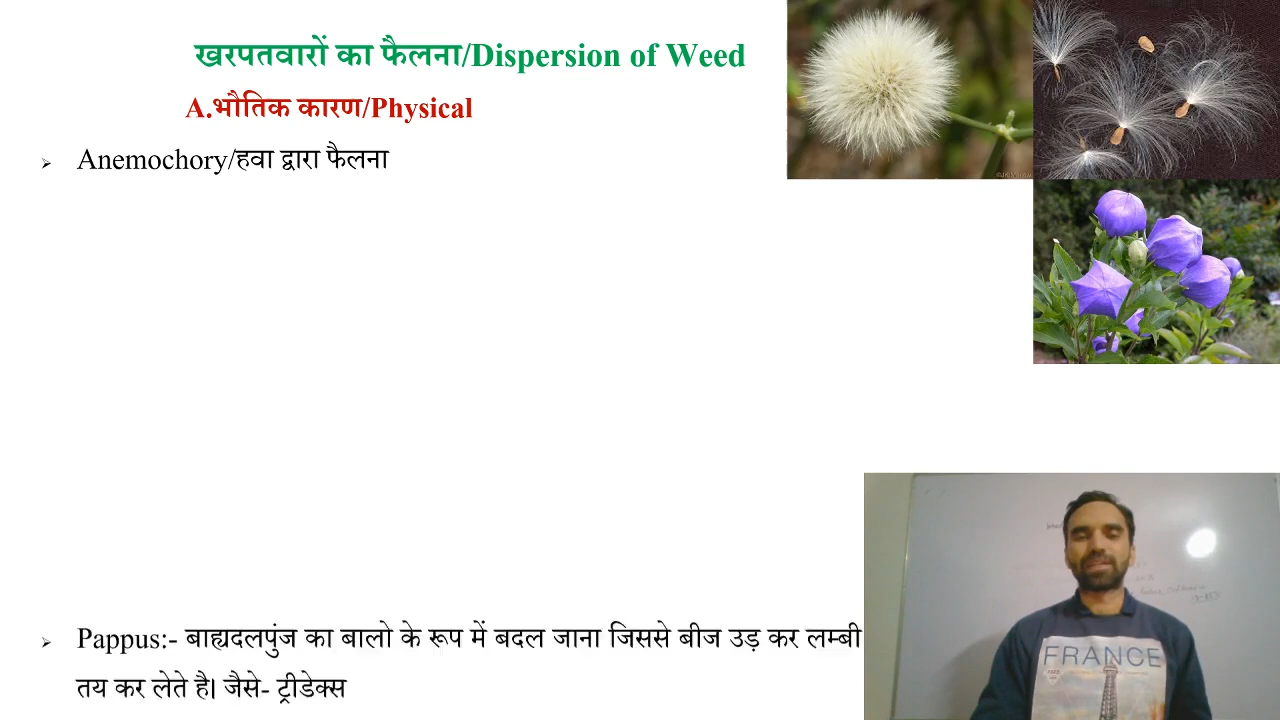 खरपतवारों का फैलना/Dispersion of Weed
A.भौतिक कारण/Physical
➢ Anemochory/हवा द्वारा फैलना
➢ Pappus:- बाह्यदलपुंज का बालो के रूप में बदल जाना जिससे बीज उड़ कर लम्बी
तय कर लेते है। जैसे- ट्रीडेक्स
FRANCE